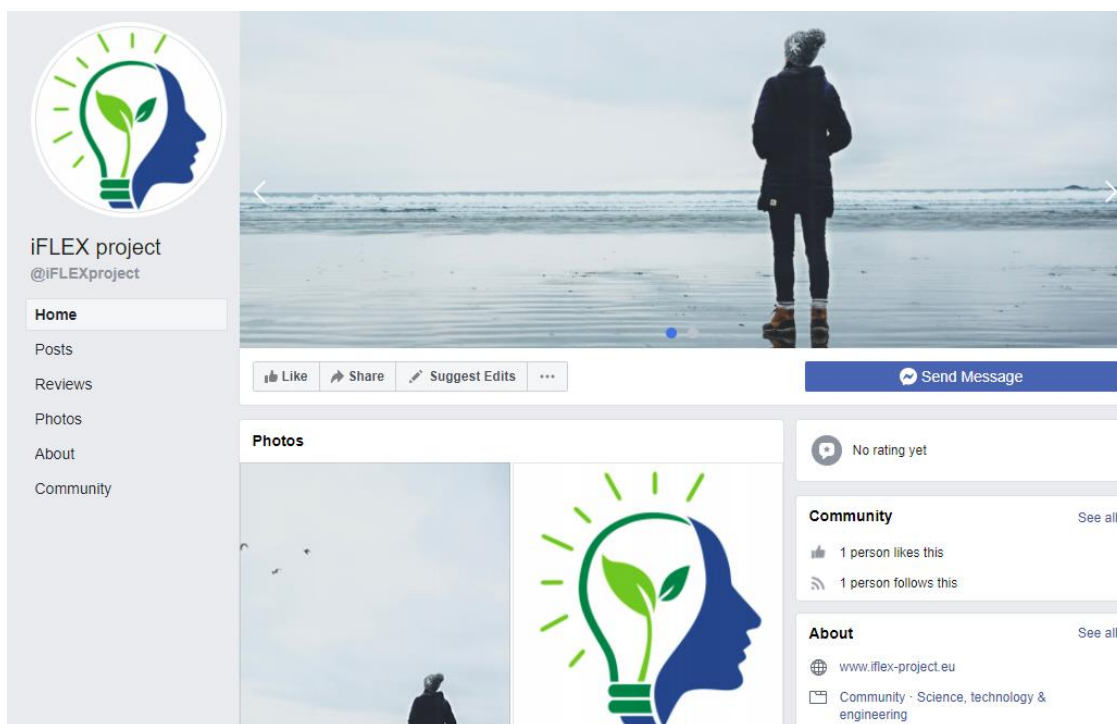 iFLEX project
@iFLEXproject
Home
Posts
Reviews
Photos
About
Community
Like
Share
Suggest Edits
Send Message
Photos
No rating yet
Community
See all
1 person likes this
1 person follows this
About
See all
www.iflex-project.eu
Community · Science, technology &
engineering